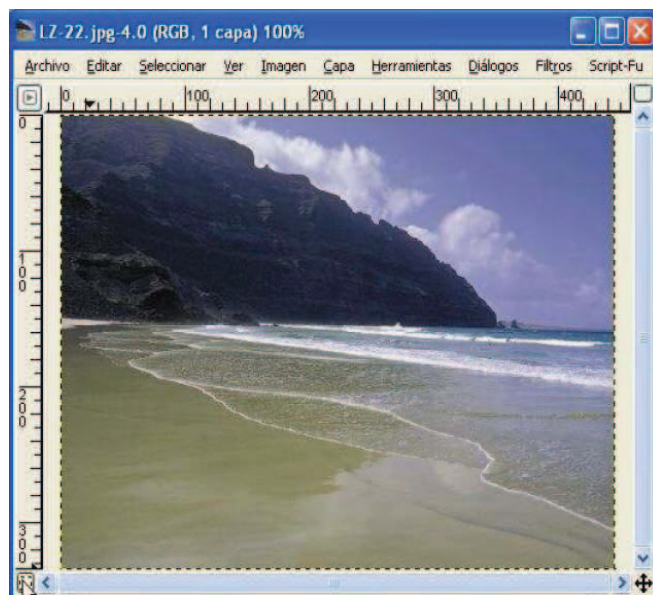 LZ-22.jpg-4.0 (RGB, 1 capa) 100%
Archivo Editar Seleccionar Ver Imagen Capa Herramientas Diálogos Filtros Script-Fu
0 100 200 300 400
0
100
200
300